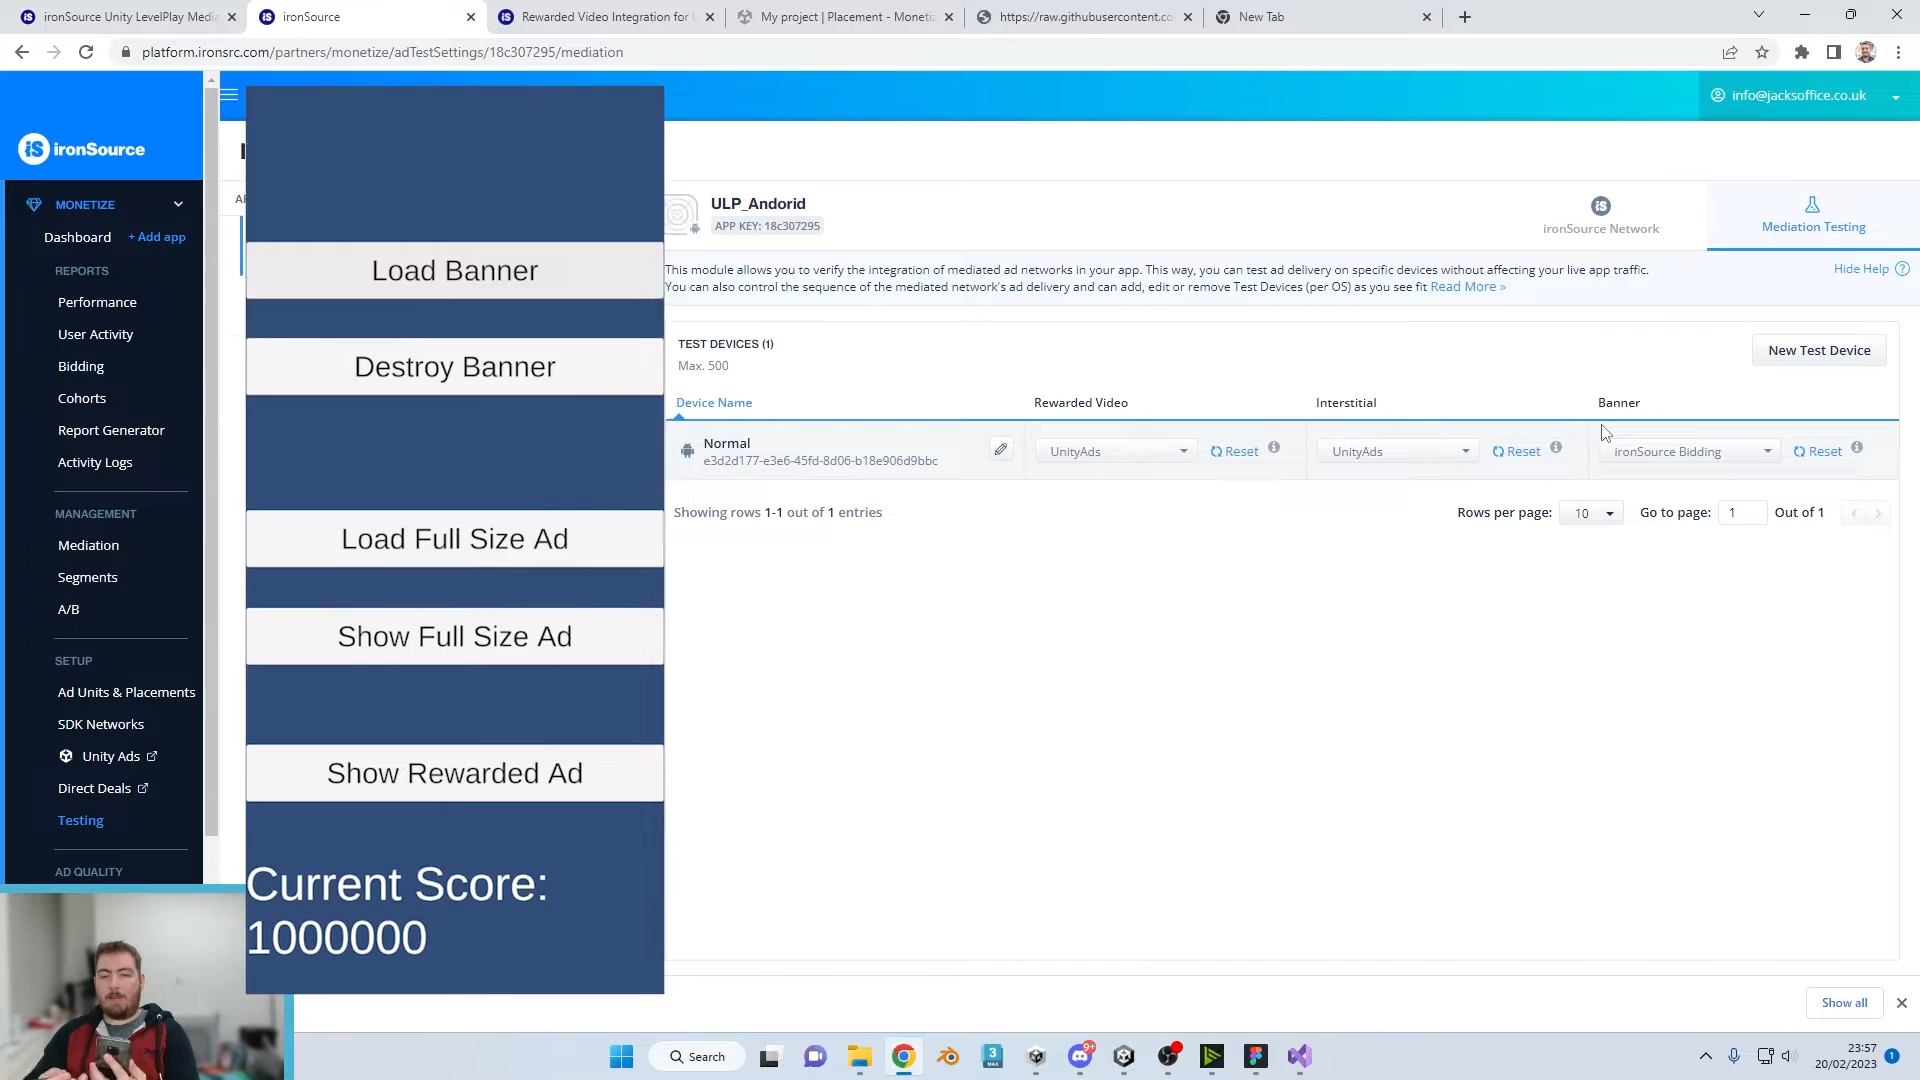 ironSource Unity LevelPlay Media
ironSource
Rewarded Video Integration for
My project | Placement - Monetiz
https://raw.githubusercontent.co
New Tab
platform.ironsrc.com/partners/monetize/adTestSettings/18c307295/mediation
info@jacksoffice.co.uk
ironSource
MONETIZE
Dashboard + Add app
REPORTS
Performance
User Activity
Bidding
Cohorts
Report Generator
Activity Logs
MANAGEMENT
Mediation
Segments
A/B
SETUP
Ad Units & Placements
SDK Networks
Unity Ads
Direct Deals
Testing
AD QUALITY
Load Banner
Destroy Banner
Load Full Size Ad
Show Full Size Ad
Show Rewarded Ad
Current Score:
1000000
ULP_Andorid
APP KEY: 18c307295
ironSource Network
Mediation Testing
This module allows you to verify the integration of mediated ad networks in your app. This way, you can test ad delivery on specific devices without affecting your live app traffic.
You can also control the sequence of the mediated network's ad delivery and can add, edit or remove Test Devices (per OS) as you see fit Read More »
Hide Help ?
TEST DEVICES (1)
Max. 500
New Test Device
Device Name Rewarded Video Interstitial Banner
Normal
e3d2d177-e3e6-45fd-8d06-b18e906d9bbc
UnityAds Reset UnityAds Reset ironSource Bidding Reset
Showing rows 1-1 out of 1 entries
Rows per page: 10 Go to page: 1 Out of 1
Show all
Search
3
MAX
9+
23:57
20/02/2023
1